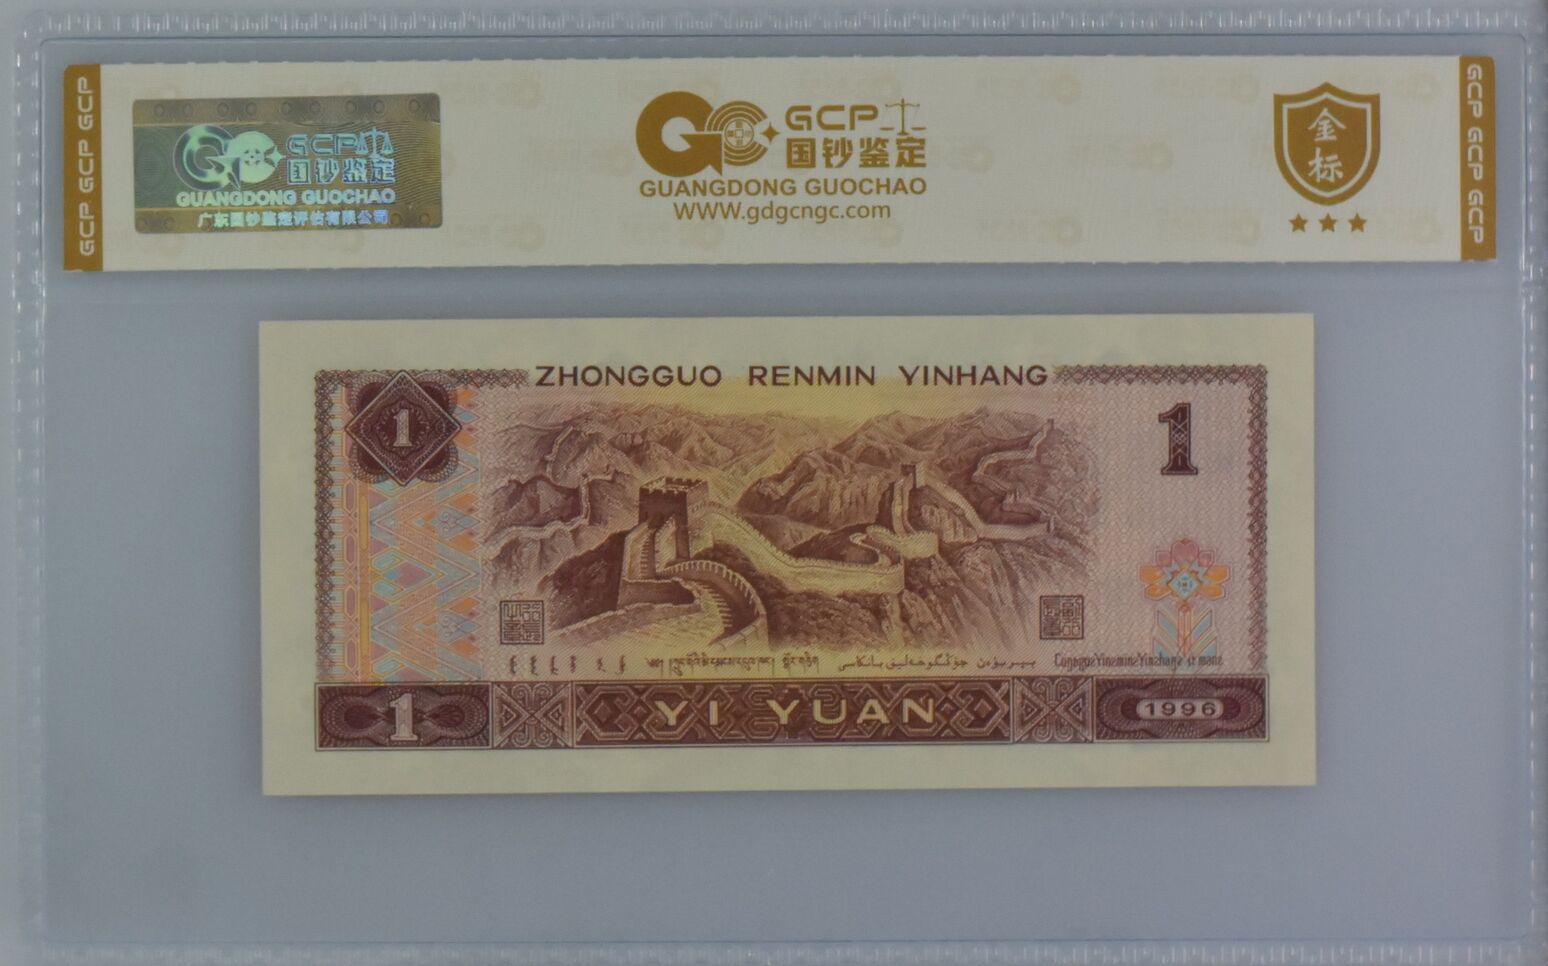 GCP GCP GCP
GCP
国钞鉴定
GUANGDONG GUOCHAO
广东国钞鉴定评估有限公司
GCP
国钞鉴定
GUANGDONG GUOCHAO
WWW.gdgcngc.com
金
标
GCP GCP GCP
ZHONGGUO RENMIN YINHANG
1
1
1
YI YUAN
1996